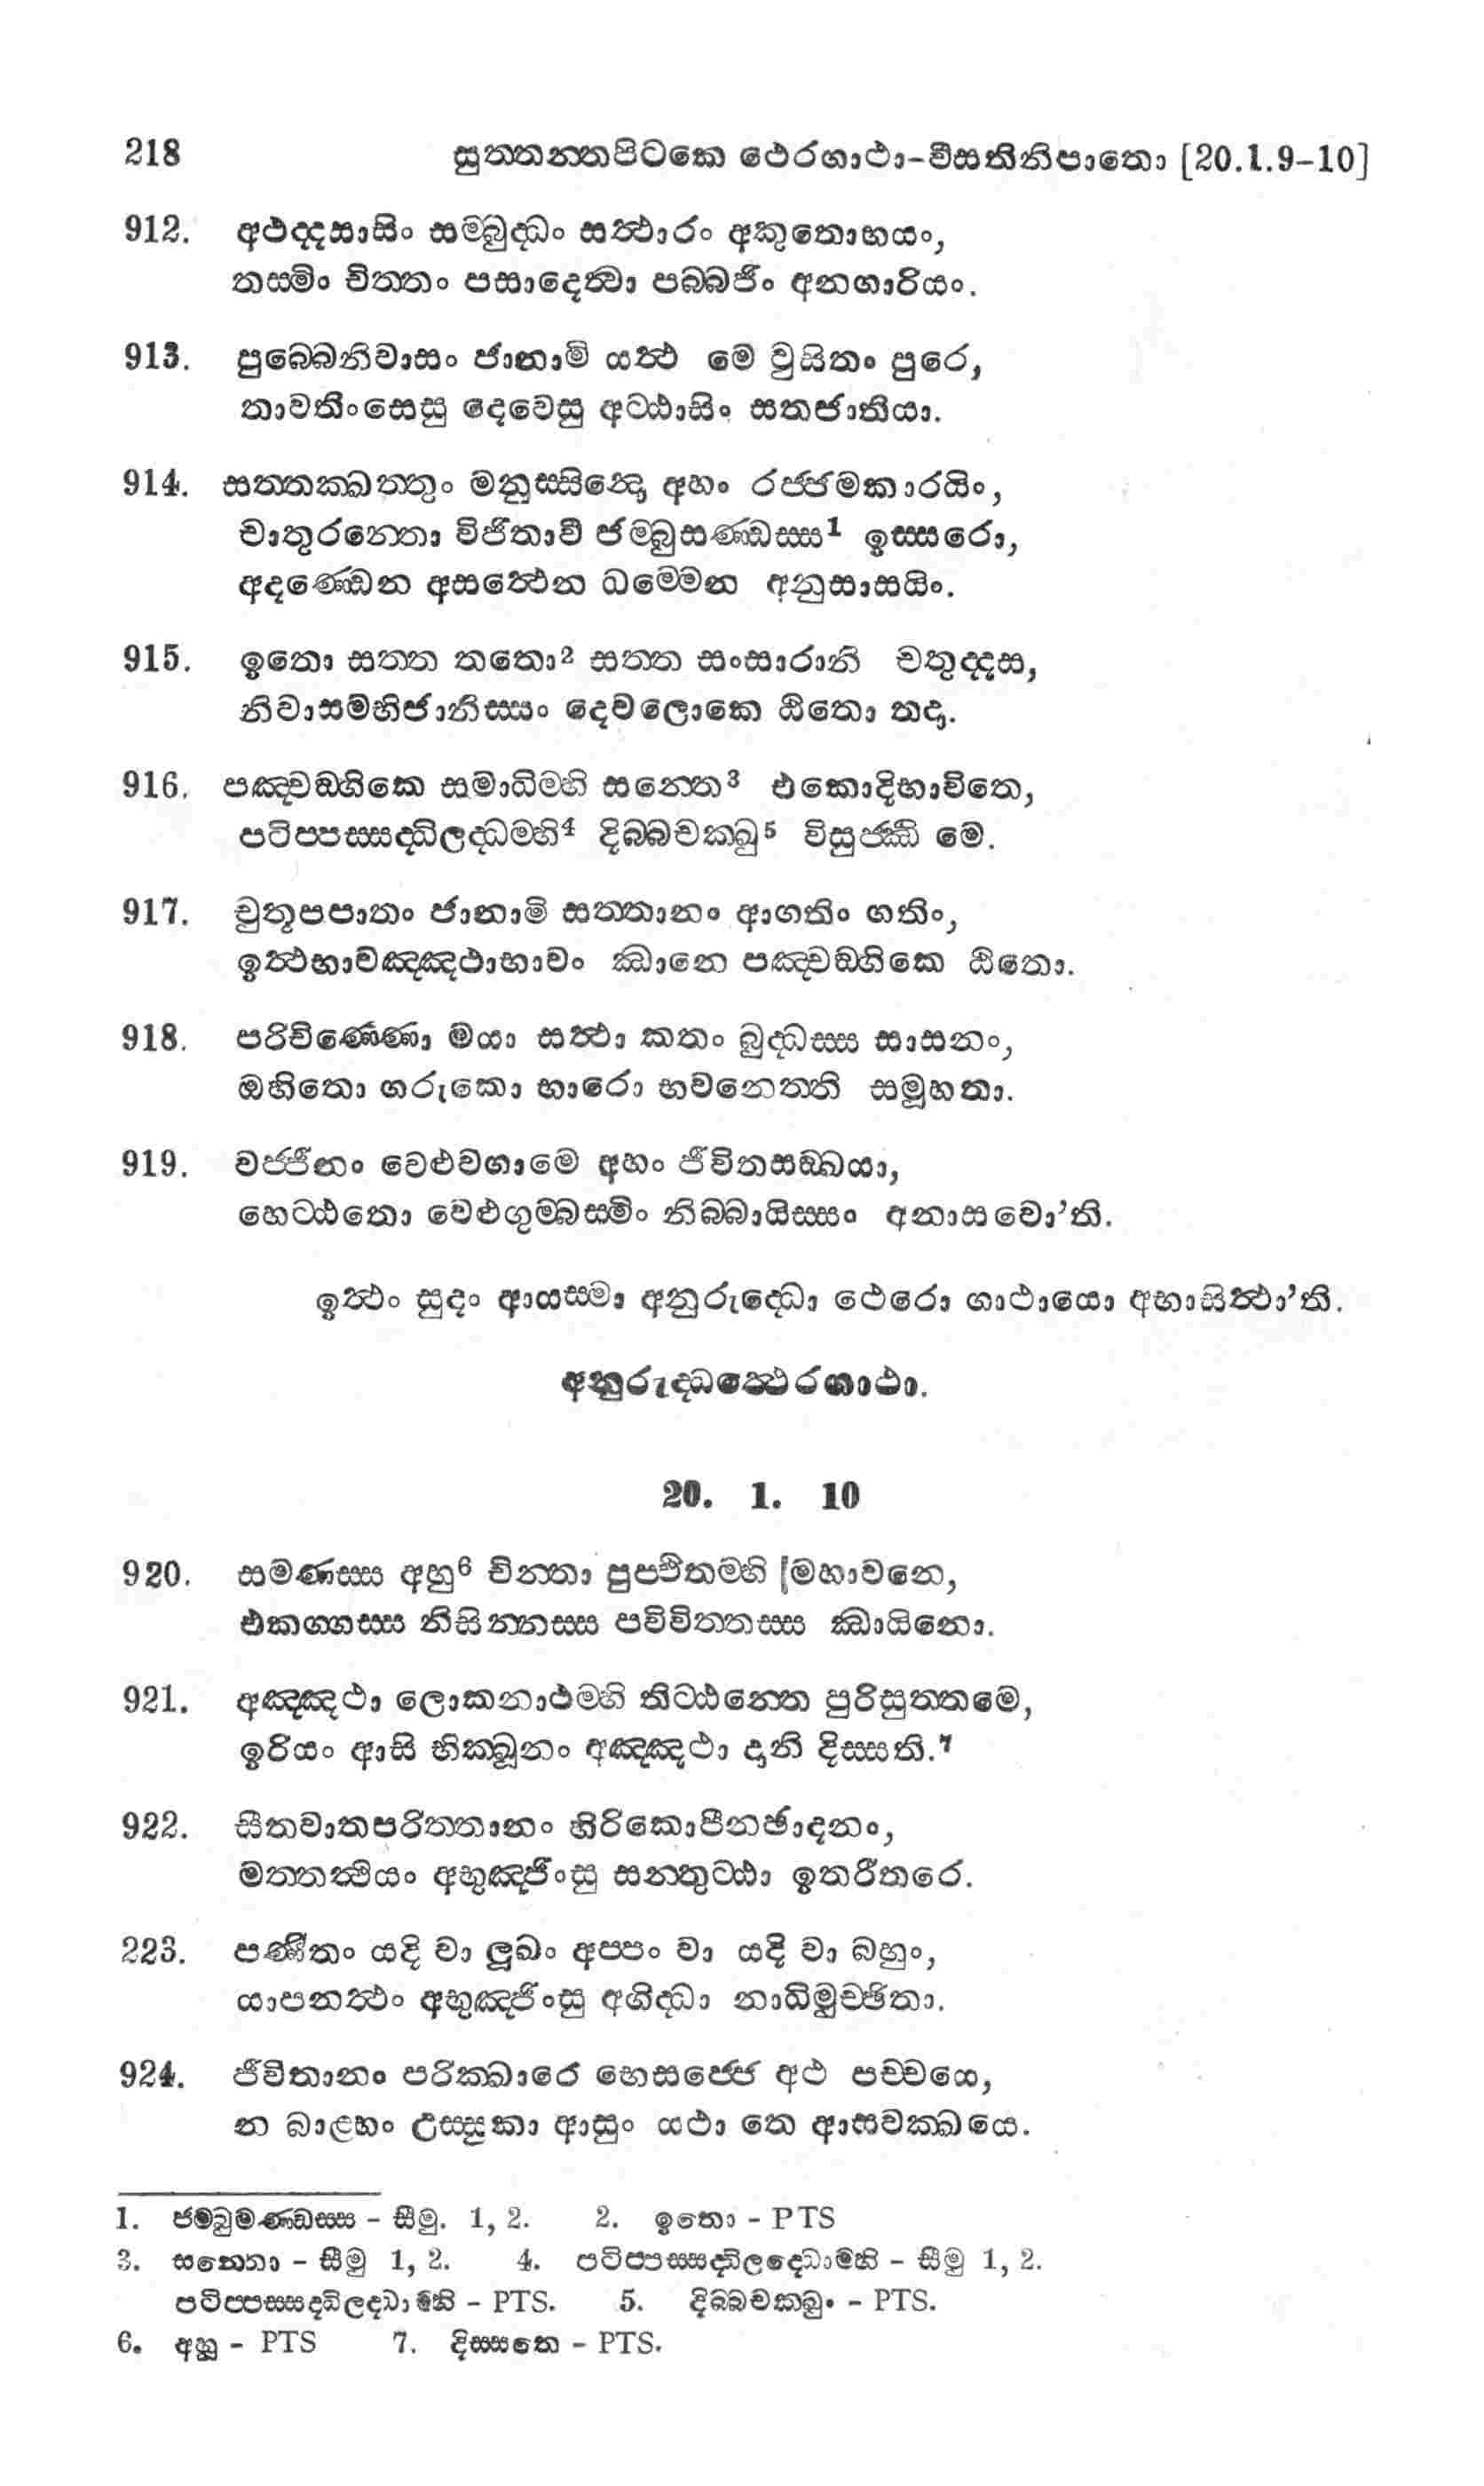 218 සුත්තන්තපිටකෙ ථෙරගාථා-වීසතිනිපාතො [20.1.9-10]
912. අථද්දසාසිං සම්බුද්ධං සත්ථාරං අකුතොභයං,
තස්මිං චිත්තං පසාදෙත්වා පබ්බජිං අනගාරියං.
913. පුබ්බෙනිවාසං ජානාමි යත්ථ මෙ වුසිතං පුරෙ,
තාවතිංසෙසු දෙවෙසු අට්ඨාසිං සතජාතියා.
914. සත්තක්ඛත්තුං මනුස්සින්දො අහං රජ්ජමකාරයිං,
චාතුරන්තො විජිතාවී ජම්බුසණ්ඩස්ස1 ඉස්සරො,
අදණ්ඩෙන අසත්ථෙන ධම්මෙන අනුසාසයිං.
915. ඉතො සත්ත තතො2 සත්ත සංසාරානි චතුද්දස,
නිවාසමභිජානිස්සං දෙවලොකෙ ඨිතො තදා.
916. පඤ්චඞ්ගිකෙ සමාධිම්හි සන්තෙ3 එකොදිභාවිතෙ,
පටිප්පස්සද්ධිලද්ධම්හි4 දිබ්බචක්ඛු5 විසුජ්ඣි මෙ.
917. චුතූපපාතං ජානාමි සත්තානං ආගතිං ගතිං,
ඉත්ථභාවඤ්ඤථාභාවං ඣානෙ පඤ්චඞ්ගිකෙ ඨිතො.
918. පරිචිණ්ණො මයා සත්ථා කතං බුද්ධස්ස සාසනං,
ඔහිතො ගරුකො භාරො භවනෙත්ති සමූහතා.
919. වජ්ජීනං වෙළුවගාමෙ අහං ජීවිතසඞ්ඛයා,
හෙට්ඨතො වෙළුගුම්බස්මිං නිබ්බායිස්සං අනාසවො'ති.
ඉත්ථං සුදං ආයස්මා අනුරුද්ධො ථෙරො ගාථායො අභාසිත්ථා'ති.
අනුරුද්ධත්ථෙරගාථා.
20. 1. 10
920. සමණස්ස අහු6 චින්තා පුප්ඵිතම්හි මහාවනෙ,
එකග්ගස්ස නිසින්නස්ස පවිවිත්තස්ස ඣායිනො.
921. අඤ්ඤථා ලොකනාථම්හි තිට්ඨන්තෙ පුරිසුත්තමෙ,
ඉරියං ආසි භික්ඛූනං අඤ්ඤථා දානි දිස්සති.7
922. සීතවාතපරිත්තානං හිරිකොපීනඡාදනං,
මත්තත්ථියං අභුඤ්ජිංසු සන්තුට්ඨා ඉතරීතරෙ.
223. පණීතං යදි වා ලූඛං අප්පං වා යදි වා බහුං,
යාපනත්ථං අභුඤ්ජිංසු අගිද්ධා නාධිමුච්ඡිතා.
924. ජීවිතානං පරික්ඛාරෙ භෙසජ්ජෙ අථ පච්චයෙ,
න බාළ්හං උස්සුකා ආසුං යථා තෙ ආසවක්ඛයෙ.
1. ජම්බුමණ්ඩස්ස - සීමු. 1, 2. 2. ඉතො - PTS
3. සන්තො - සීමු 1, 2. 4. පටිප්පස්සද්ධිලද්ධොම්හි - සීමු 1, 2.
පටිප්පස්සද්ධිලද්ධාම්හි - PTS. 5. දිබ්බචක්ඛුං - PTS.
6. අහූ - PTS 7. දිස්සතෙ - PTS.